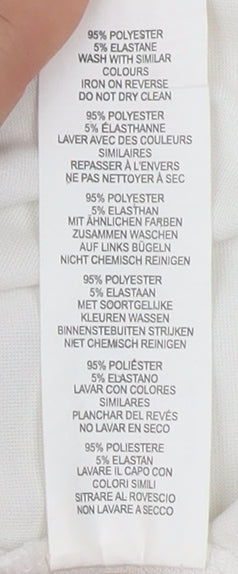 95% POLYESTER
5% ELASTANE
WASH WITH SIMILAR
COLOURS
IRON ON REVERSE
DO NOT DRY CLEAN
95% POLYESTER
5% ÉLASTHANNE
LAVER AVEC DES COULEURS
SIMILAIRES
REPASSER À L'ENVERS
NE PAS NETTOYER À SEC
95% POLYESTER
5% ELASTHAN
MIT ÄHNLICHEN FARBEN
ZUSAMMEN WASCHEN
AUF LINKS BÜGELN
NICHT CHEMISCH REINIGEN
95% POLYESTER
5% ELASTAAN
MET SOORTGELIJKE
KLEUREN WASSEN
BINNENSTEBUITEN STRIJKEN
NIET CHEMISCH REINIGEN
95% POLIÉSTER
5% ELASTANO
LAVAR CON COLORES
SIMILARES
PLANCHAR DEL REVÉS
NO LAVAR EN SECO
95% POLIESTERE
5% ELASTAN
LAVARE IL CAPO CON
COLORI SIMILI
SITRARE AL ROVESCIO
NON LAVARE A SECCO